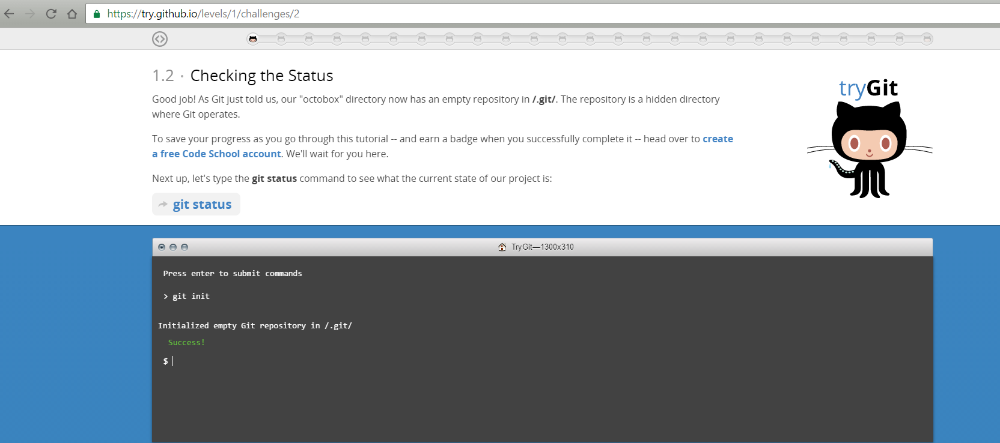 https://try.github.io/levels/1/challenges/2
1.2 · Checking the Status
Good job! As Git just told us, our "octobox" directory now has an empty repository in /.git/. The repository is a hidden directory
where Git operates.
To save your progress as you go through this tutorial -- and earn a badge when you successfully complete it -- head over to create
a free Code School account. We'll wait for you here.
Next up, let's type the git status command to see what the current state of our project is:
git status
tryGit
TryGit—1300x310
Press enter to submit commands
> git init
Initialized empty Git repository in /.git/
Success!
$